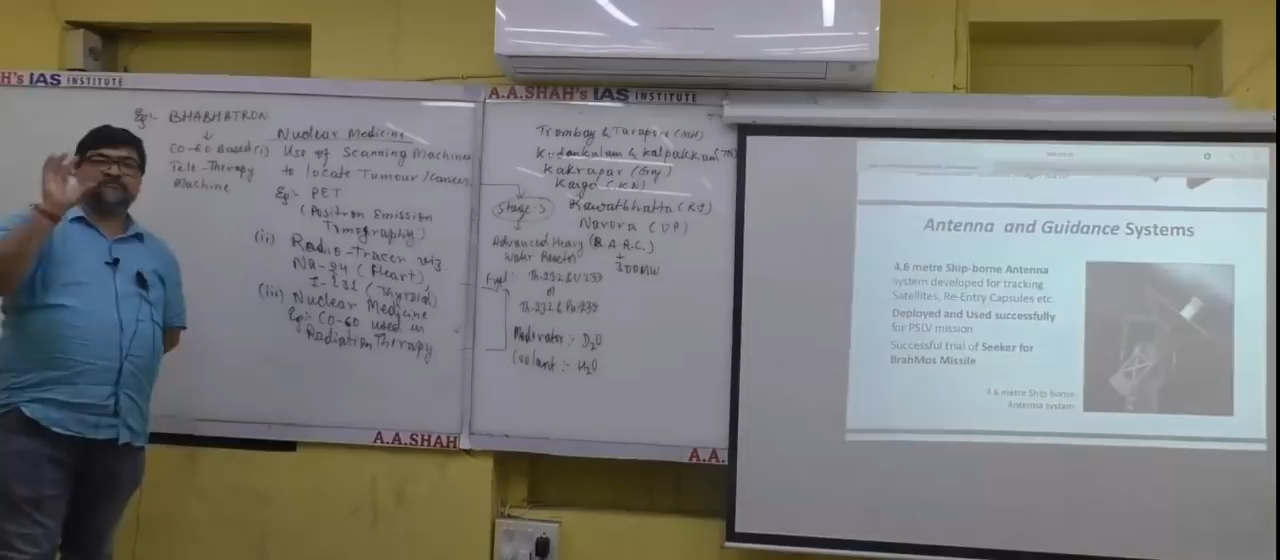 H's IAS INSTITUTE
A.A.SHAH's IAS INSTITUTE
Eg:- BHABHATRON
↓
CO-60 Based
Tele-Therapy
Machine
Nuclear Medicine
(i) Use of Scanning Machines
to locate Tumour/Cancer
Eg:- PET
(Positron Emission
Tomography)
(ii) Radio-Tracer viz.
Na-24 (Heart),
I-131 (Thyroid)
(iii) Nuclear Medicine
Eg:- CO-60 used in
Radiation Therapy
A.A.SHAH
Trombay & Tarapur (MH)
Kudankulam & Kalpakkam (TN)
Kakrapar (Guj)
Kaiga (KN)
Rawatbhatta (RJ)
Narora (UP)
Stage-3
Advanced Heavy (B.A.R.C.)
Water Reactor
300MW
Fuel:- Th-232 & U-233
or
Th-232 & Pu-239
Moderator:- D₂O
Coolant:- H₂O
A.A.
Antenna and Guidance Systems
4.6 metre Ship-borne Antenna
system developed for tracking
Satellites, Re-Entry Capsules etc.
Deployed and Used successfully
for PSLV mission
Successful trial of Seeker for
BrahMos Missile
4.6 metre Ship borne
Antenna system